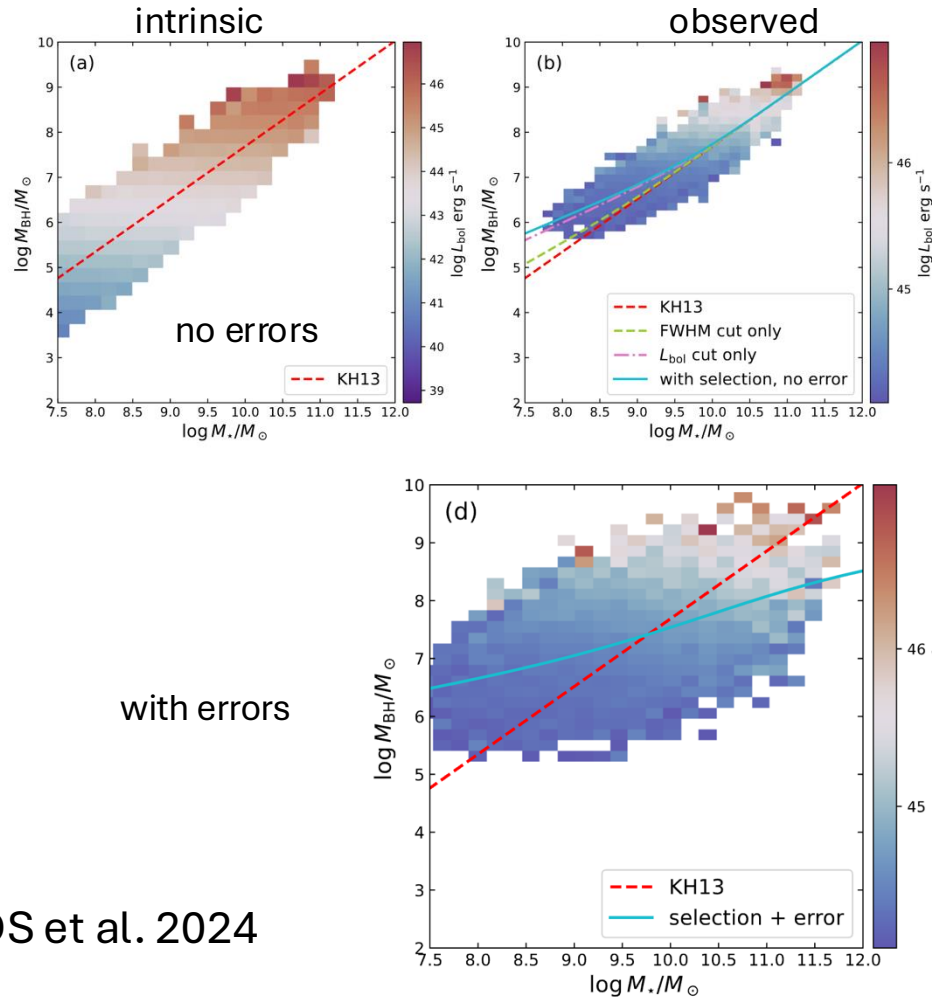 intrinsic
observed
(a)
10
9
8
7
6
5
4
3
2
log M_BH/M_⊙
7.5 8.0 8.5 9.0 9.5 10.0 10.5 11.0 11.5 12.0
log M_⋆/M_⊙
no errors
KH13
46
45
44
43
42
41
40
39
log L_bol erg s⁻¹
(b)
10
9
8
7
6
5
4
3
2
log M_BH/M_⊙
7.5 8.0 8.5 9.0 9.5 10.0 10.5 11.0 11.5 12.0
log M_⋆/M_⊙
KH13
FWHM cut only
L_bol cut only
with selection, no error
46
45
log L_bol erg s⁻¹
with errors
(d)
10
9
8
7
6
5
4
3
2
log M_BH/M_⊙
7.5 8.0 8.5 9.0 9.5 10.0 10.5 11.0 11.5 12.0
log M_⋆/M_⊙
KH13
selection + error
46
45
S et al. 2024